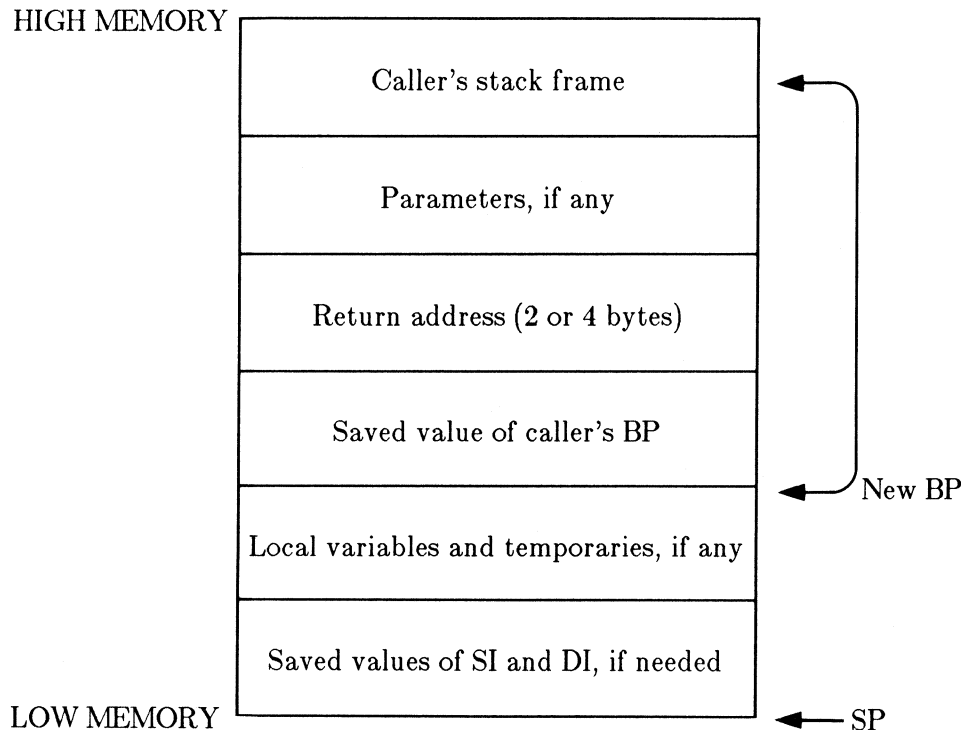 HIGH MEMORY
Caller's stack frame
Parameters, if any
Return address (2 or 4 bytes)
Saved value of caller's BP
New BP
Local variables and temporaries, if any
Saved values of SI and DI, if needed
LOW MEMORY
SP